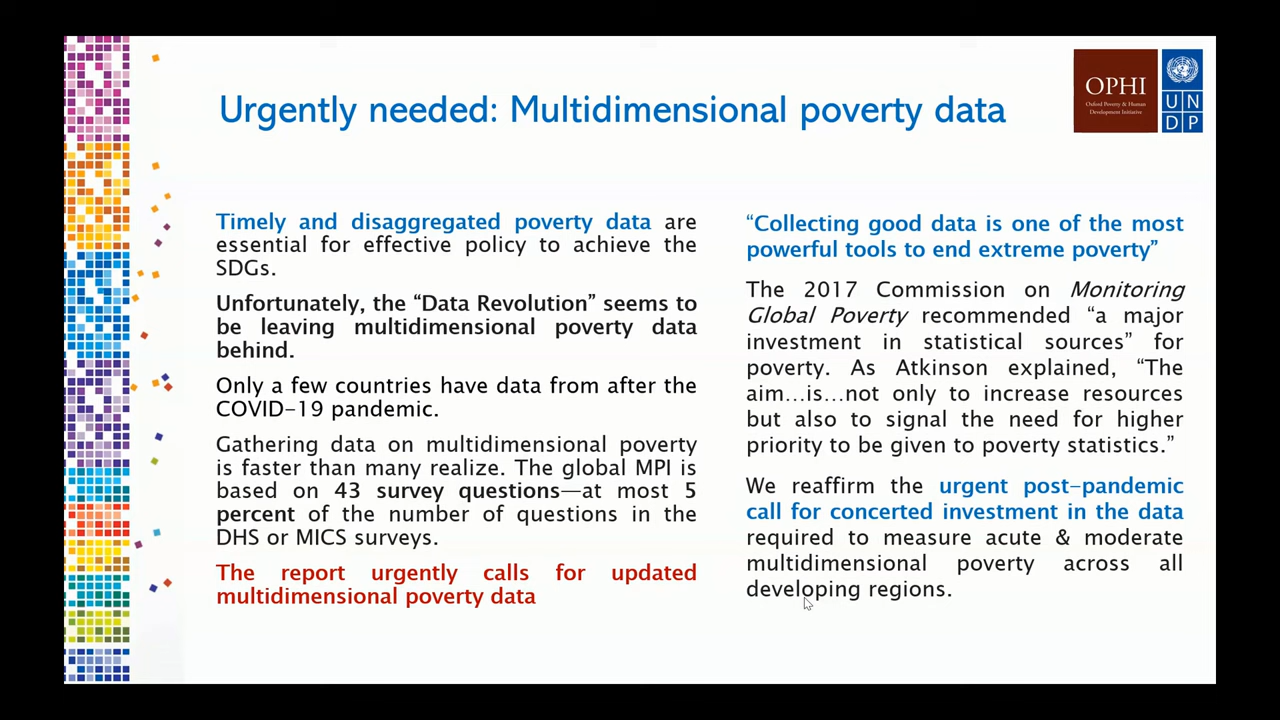 Urgently needed: Multidimensional poverty data
OPHI
Oxford Poverty & Human
Development Initiative
U N
D P
Timely and disaggregated poverty data are
essential for effective policy to achieve the
SDGs.
Unfortunately, the “Data Revolution” seems to
be leaving multidimensional poverty data
behind.
Only a few countries have data from after the
COVID-19 pandemic.
Gathering data on multidimensional poverty
is faster than many realize. The global MPI is
based on 43 survey questions—at most 5
percent of the number of questions in the
DHS or MICS surveys.
The report urgently calls for updated
multidimensional poverty data
“Collecting good data is one of the most
powerful tools to end extreme poverty”
The 2017 Commission on Monitoring
Global Poverty recommended “a major
investment in statistical sources” for
poverty. As Atkinson explained, “The
aim…is…not only to increase resources
but also to signal the need for higher
priority to be given to poverty statistics.”
We reaffirm the urgent post-pandemic
call for concerted investment in the data
required to measure acute & moderate
multidimensional poverty across all
developing regions.